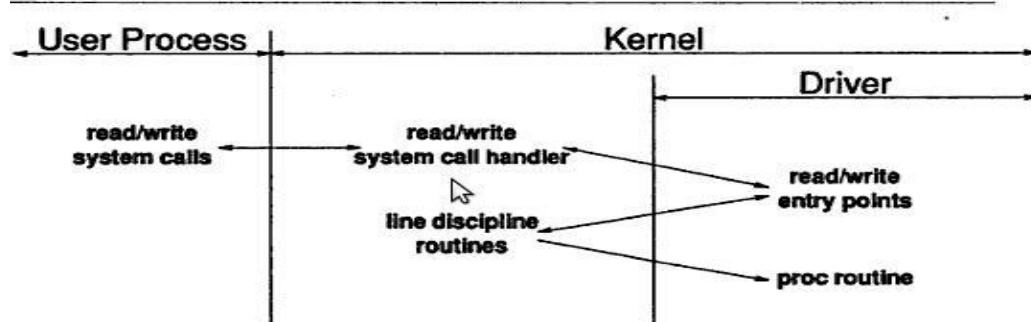 User Process
Kernel
Driver
read/write
system calls
read/write
system call handler
read/write
entry points
line discipline
routines
proc routine